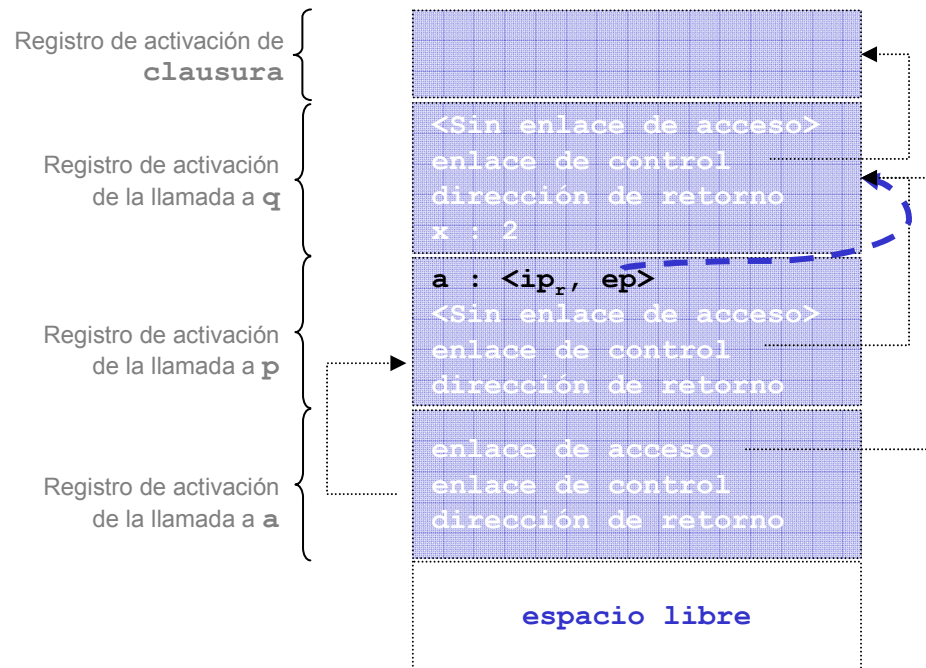 Registro de activación de
clausura
<Sin enlace de acceso>
enlace de control
dirección de retorno
x : 2
Registro de activación
de la llamada a q
a : <ipr, ep>
<Sin enlace de acceso>
enlace de control
dirección de retorno
Registro de activación
de la llamada a p
enlace de acceso
enlace de control
dirección de retorno
Registro de activación
de la llamada a a
espacio libre